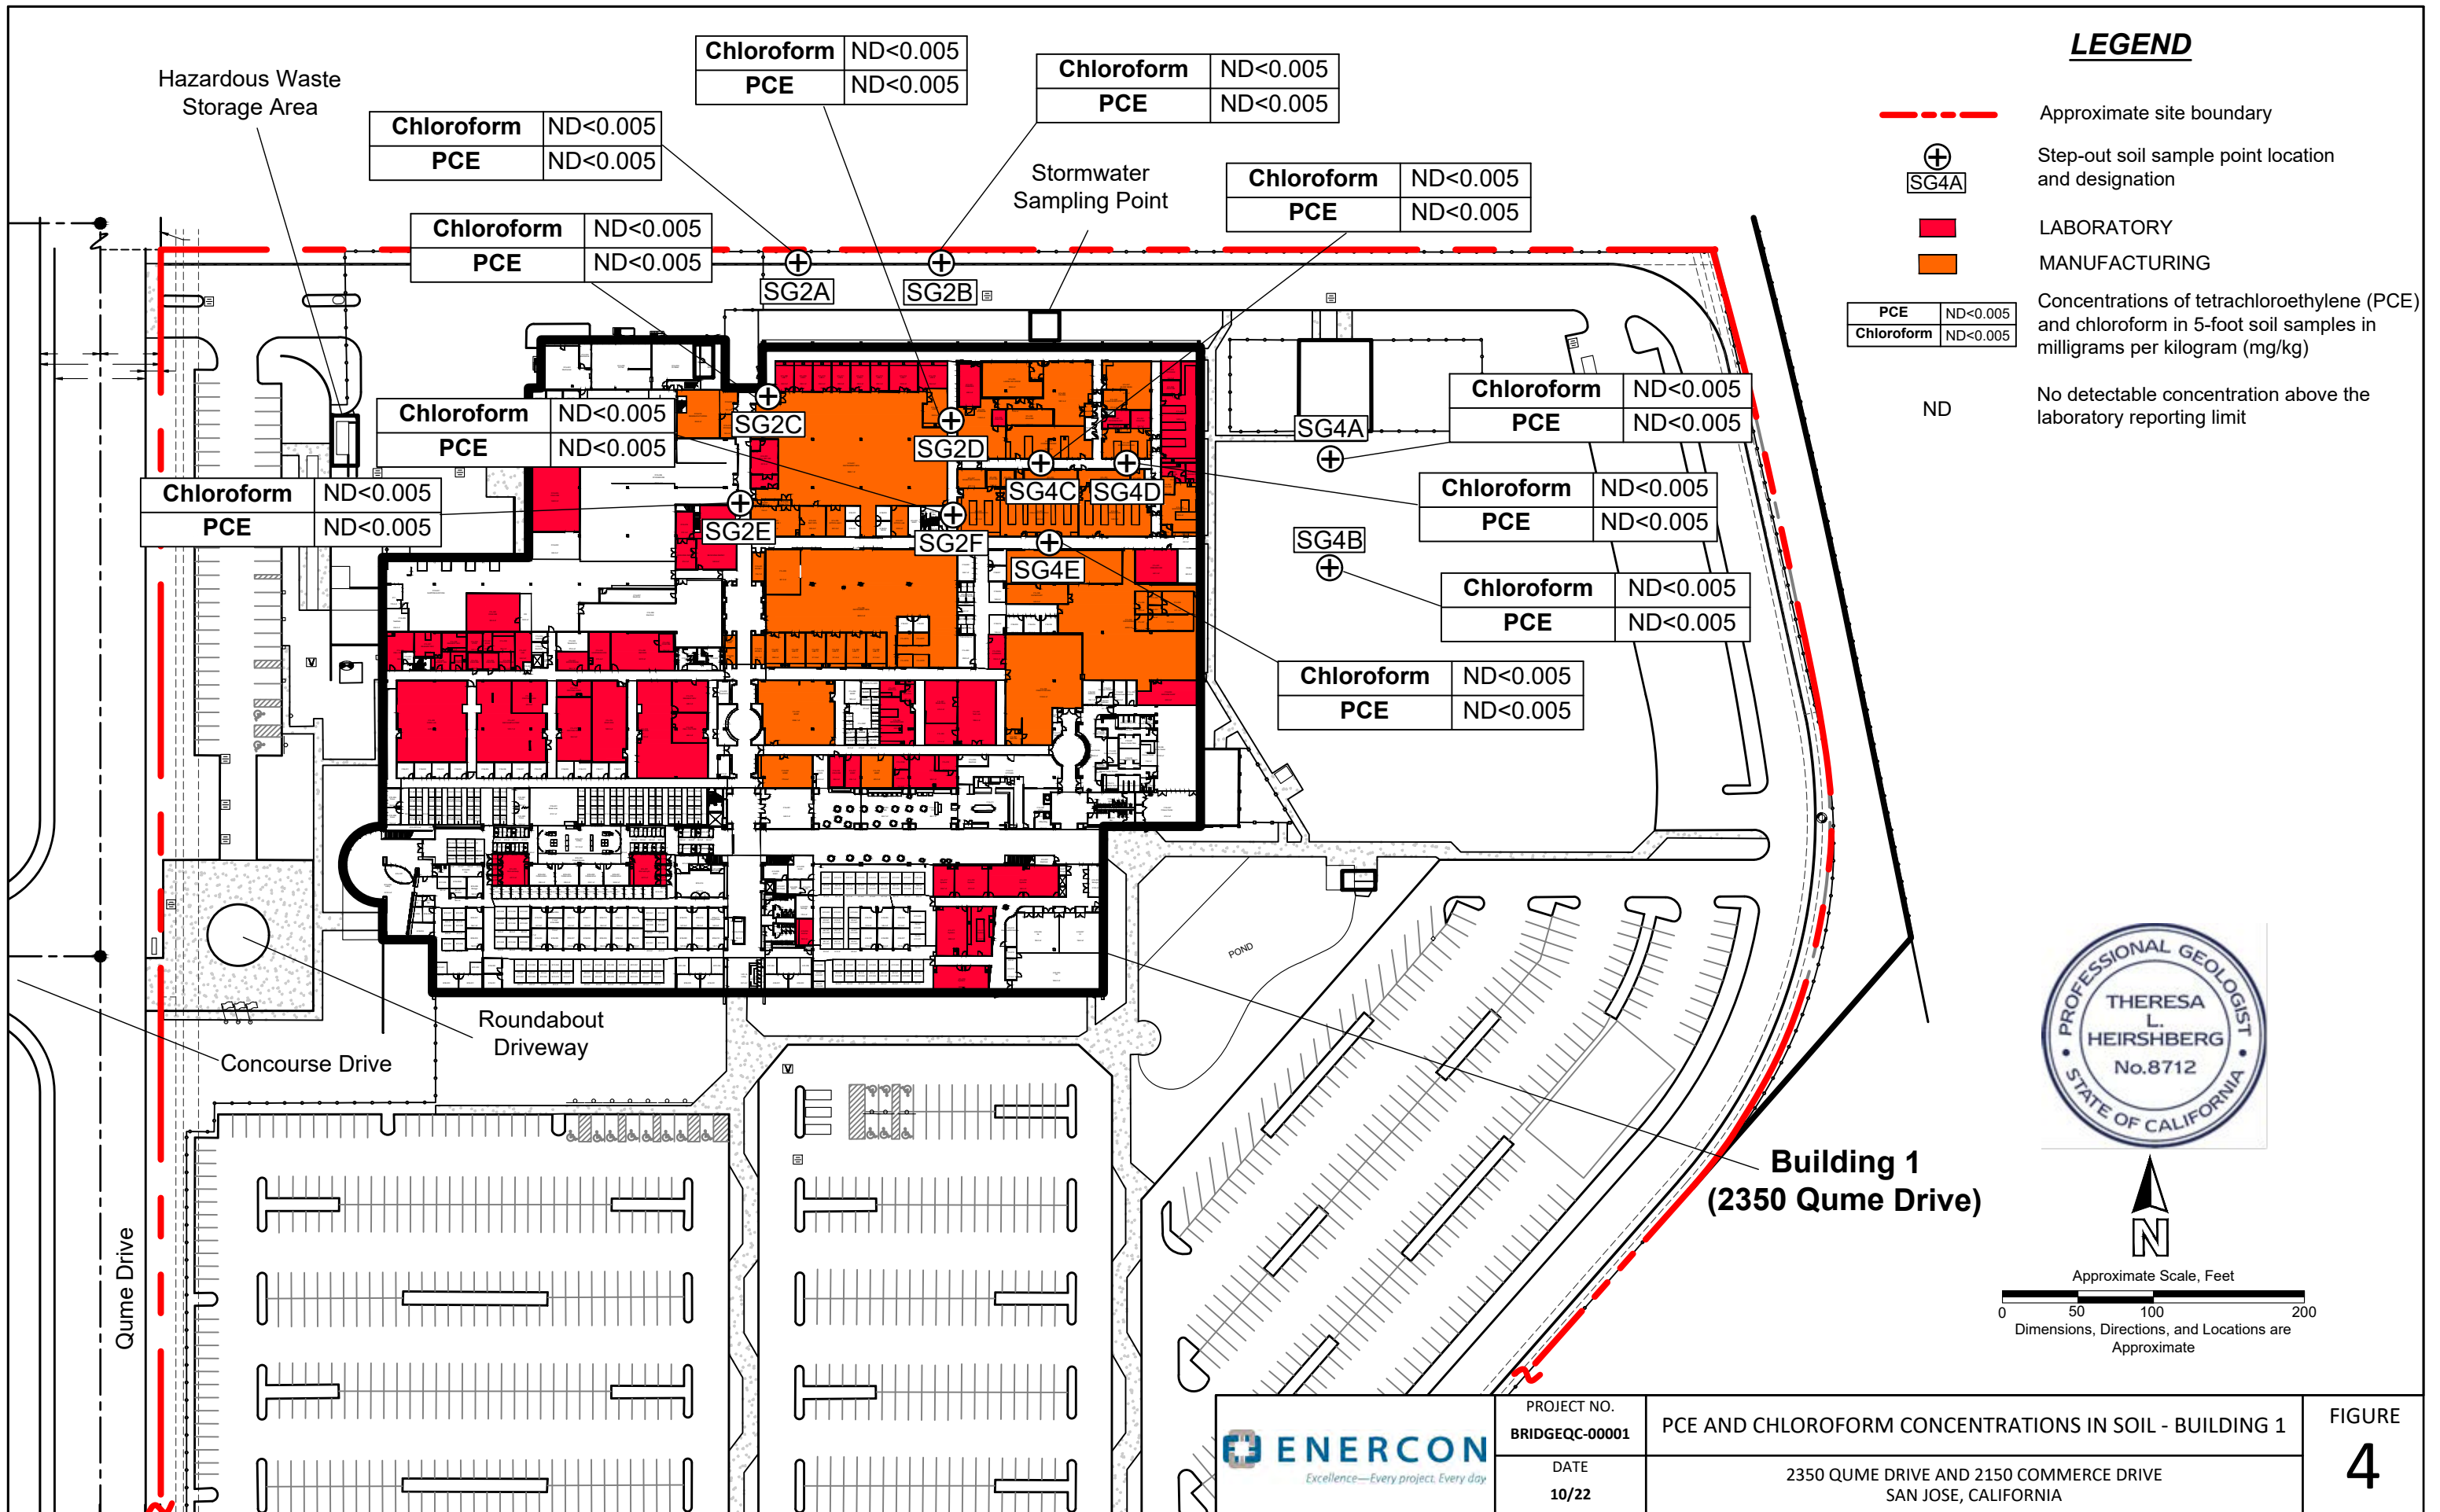 LEGEND
Approximate site boundary
Step-out soil sample point location
and designation
SG4A
LABORATORY
MANUFACTURING
PCE ND<0.005
Chloroform ND<0.005
Concentrations of tetrachloroethylene (PCE)
and chloroform in 5-foot soil samples in
milligrams per kilogram (mg/kg)
ND
No detectable concentration above the
laboratory reporting limit
Hazardous Waste
Storage Area
Chloroform ND<0.005
PCE ND<0.005
Chloroform ND<0.005
PCE ND<0.005
Chloroform ND<0.005
PCE ND<0.005
Stormwater
Sampling Point
Chloroform ND<0.005
PCE ND<0.005
Chloroform ND<0.005
PCE ND<0.005
SG2A
SG2B
Chloroform ND<0.005
PCE ND<0.005
SG2C
SG2D
SG4A
Chloroform ND<0.005
PCE ND<0.005
Chloroform ND<0.005
PCE ND<0.005
SG4C
SG4D
Chloroform ND<0.005
PCE ND<0.005
SG2E
SG2F
SG4B
SG4E
Chloroform ND<0.005
PCE ND<0.005
Chloroform ND<0.005
PCE ND<0.005
POND
Roundabout
Driveway
Concourse Drive
Qume Drive
Building 1
(2350 Qume Drive)
PROFESSIONAL GEOLOGIST
THERESA
L.
HEIRSHBERG
No.8712
STATE OF CALIFORNIA
N
Approximate Scale, Feet
0 50 100 200
Dimensions, Directions, and Locations are
Approximate
ENERCON
Excellence—Every project. Every day
PROJECT NO.
BRIDGEQC-00001
DATE
10/22
PCE AND CHLOROFORM CONCENTRATIONS IN SOIL - BUILDING 1
2350 QUME DRIVE AND 2150 COMMERCE DRIVE
SAN JOSE, CALIFORNIA
FIGURE
4